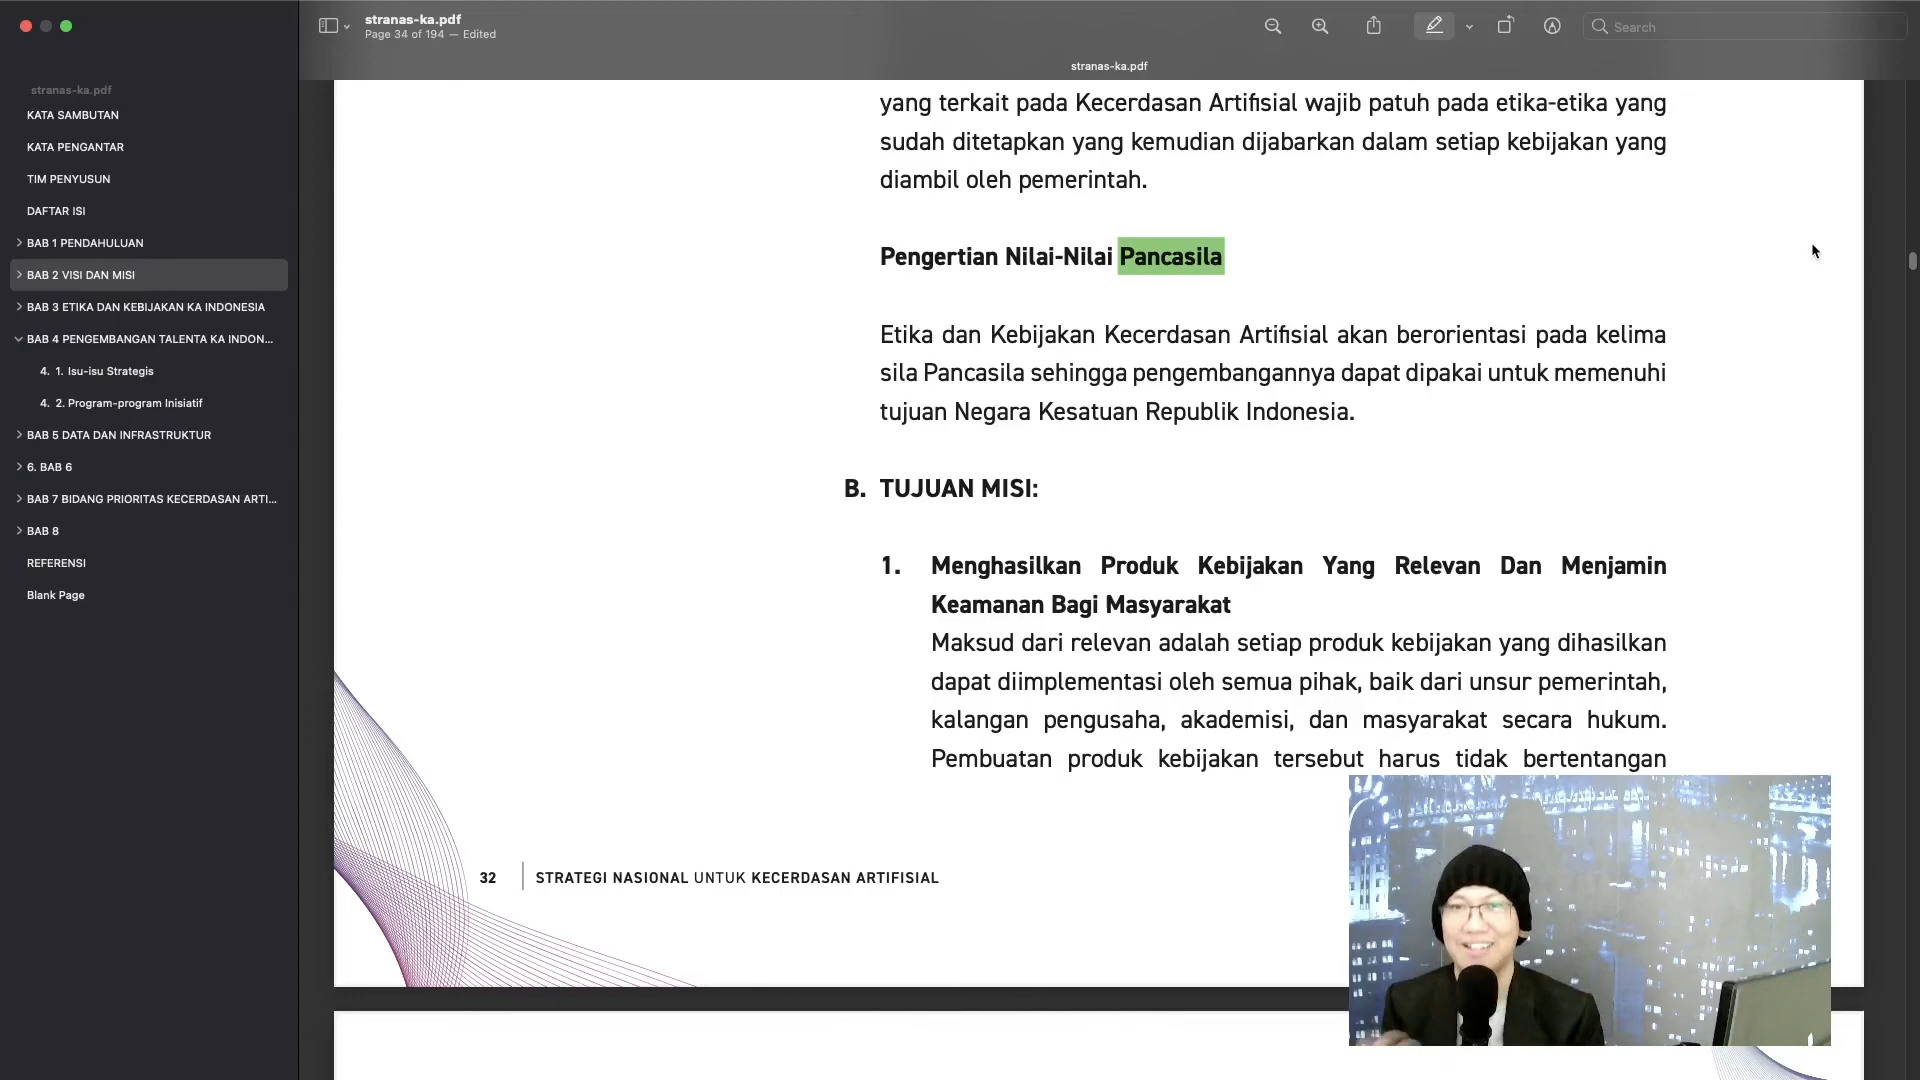 stranas-ka.pdf
Page 34 of 194 — Edited
Search
stranas-ka.pdf
stranas-ka.pdf
KATA SAMBUTAN
KATA PENGANTAR
TIM PENYUSUN
DAFTAR ISI
BAB 1 PENDAHULUAN
BAB 2 VISI DAN MISI
BAB 3 ETIKA DAN KEBIJAKAN KA INDONESIA
BAB 4 PENGEMBANGAN TALENTA KA INDON...
4. 1. Isu-isu Strategis
4. 2. Program-program Inisiatif
BAB 5 DATA DAN INFRASTRUKTUR
6. BAB 6
BAB 7 BIDANG PRIORITAS KECERDASAN ARTI...
BAB 8
REFERENSI
Blank Page
yang terkait pada Kecerdasan Artifisial wajib patuh pada etika-etika yang
sudah ditetapkan yang kemudian dijabarkan dalam setiap kebijakan yang
diambil oleh pemerintah.
Pengertian Nilai-Nilai Pancasila
Etika dan Kebijakan Kecerdasan Artifisial akan berorientasi pada kelima
sila Pancasila sehingga pengembangannya dapat dipakai untuk memenuhi
tujuan Negara Kesatuan Republik Indonesia.
B. TUJUAN MISI:
1. Menghasilkan Produk Kebijakan Yang Relevan Dan Menjamin
Keamanan Bagi Masyarakat
Maksud dari relevan adalah setiap produk kebijakan yang dihasilkan
dapat diimplementasi oleh semua pihak, baik dari unsur pemerintah,
kalangan pengusaha, akademisi, dan masyarakat secara hukum.
Pembuatan produk kebijakan tersebut harus tidak bertentangan
32 STRATEGI NASIONAL UNTUK KECERDASAN ARTIFISIAL